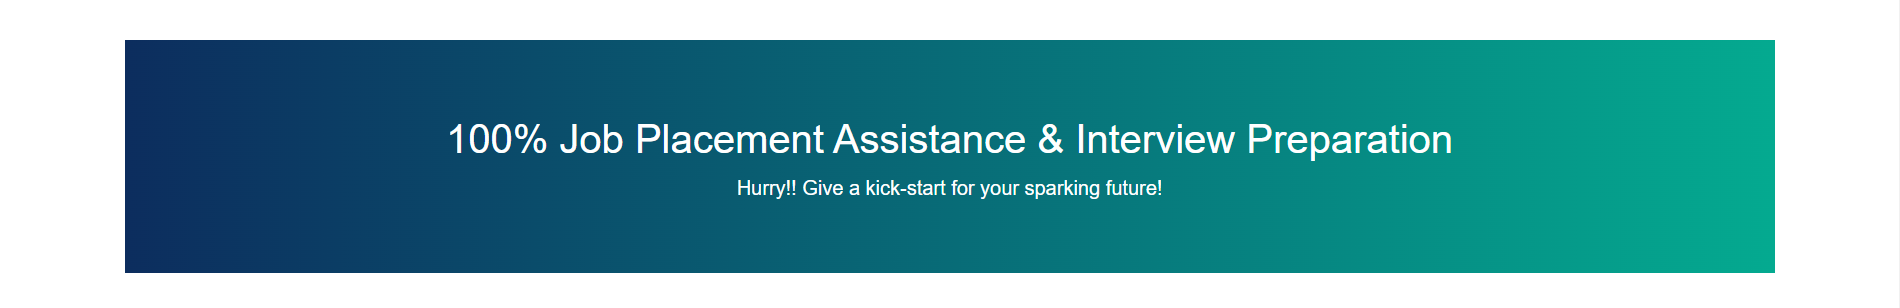 100% Job Placement Assistance & Interview Preparation
Hurry!! Give a kick-start for your sparking future!